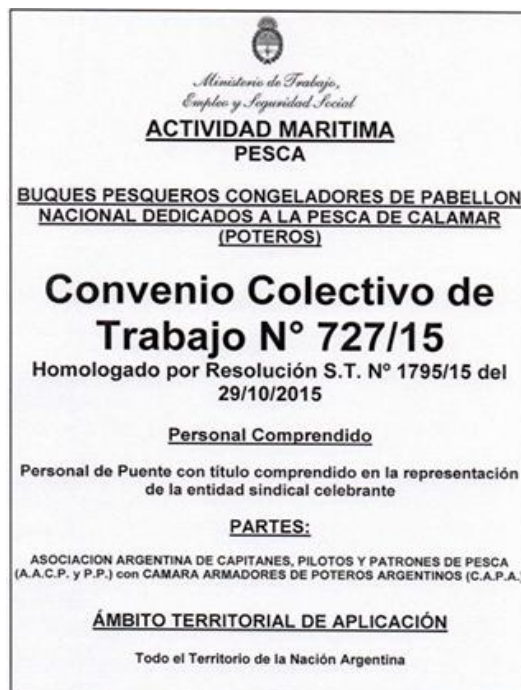 Ministerio de Trabajo,
Empleo y Seguridad Social
ACTIVIDAD MARITIMA
PESCA
BUQUES PESQUEROS CONGELADORES DE PABELLON
NACIONAL DEDICADOS A LA PESCA DE CALAMAR
(POTEROS)
Convenio Colectivo de
Trabajo N° 727/15
Homologado por Resolución S.T. Nº 1795/15 del
29/10/2015
Personal Comprendido
Personal de Puente con título comprendido en la representación
de la entidad sindical celebrante
PARTES:
ASOCIACION ARGENTINA DE CAPITANES, PILOTOS Y PATRONES DE PESCA
(A.A.C.P. y P.P.) con CAMARA ARMADORES DE POTEROS ARGENTINOS (C.A.P.A.)
ÁMBITO TERRITORIAL DE APLICACIÓN
Todo el Territorio de la Nación Argentina